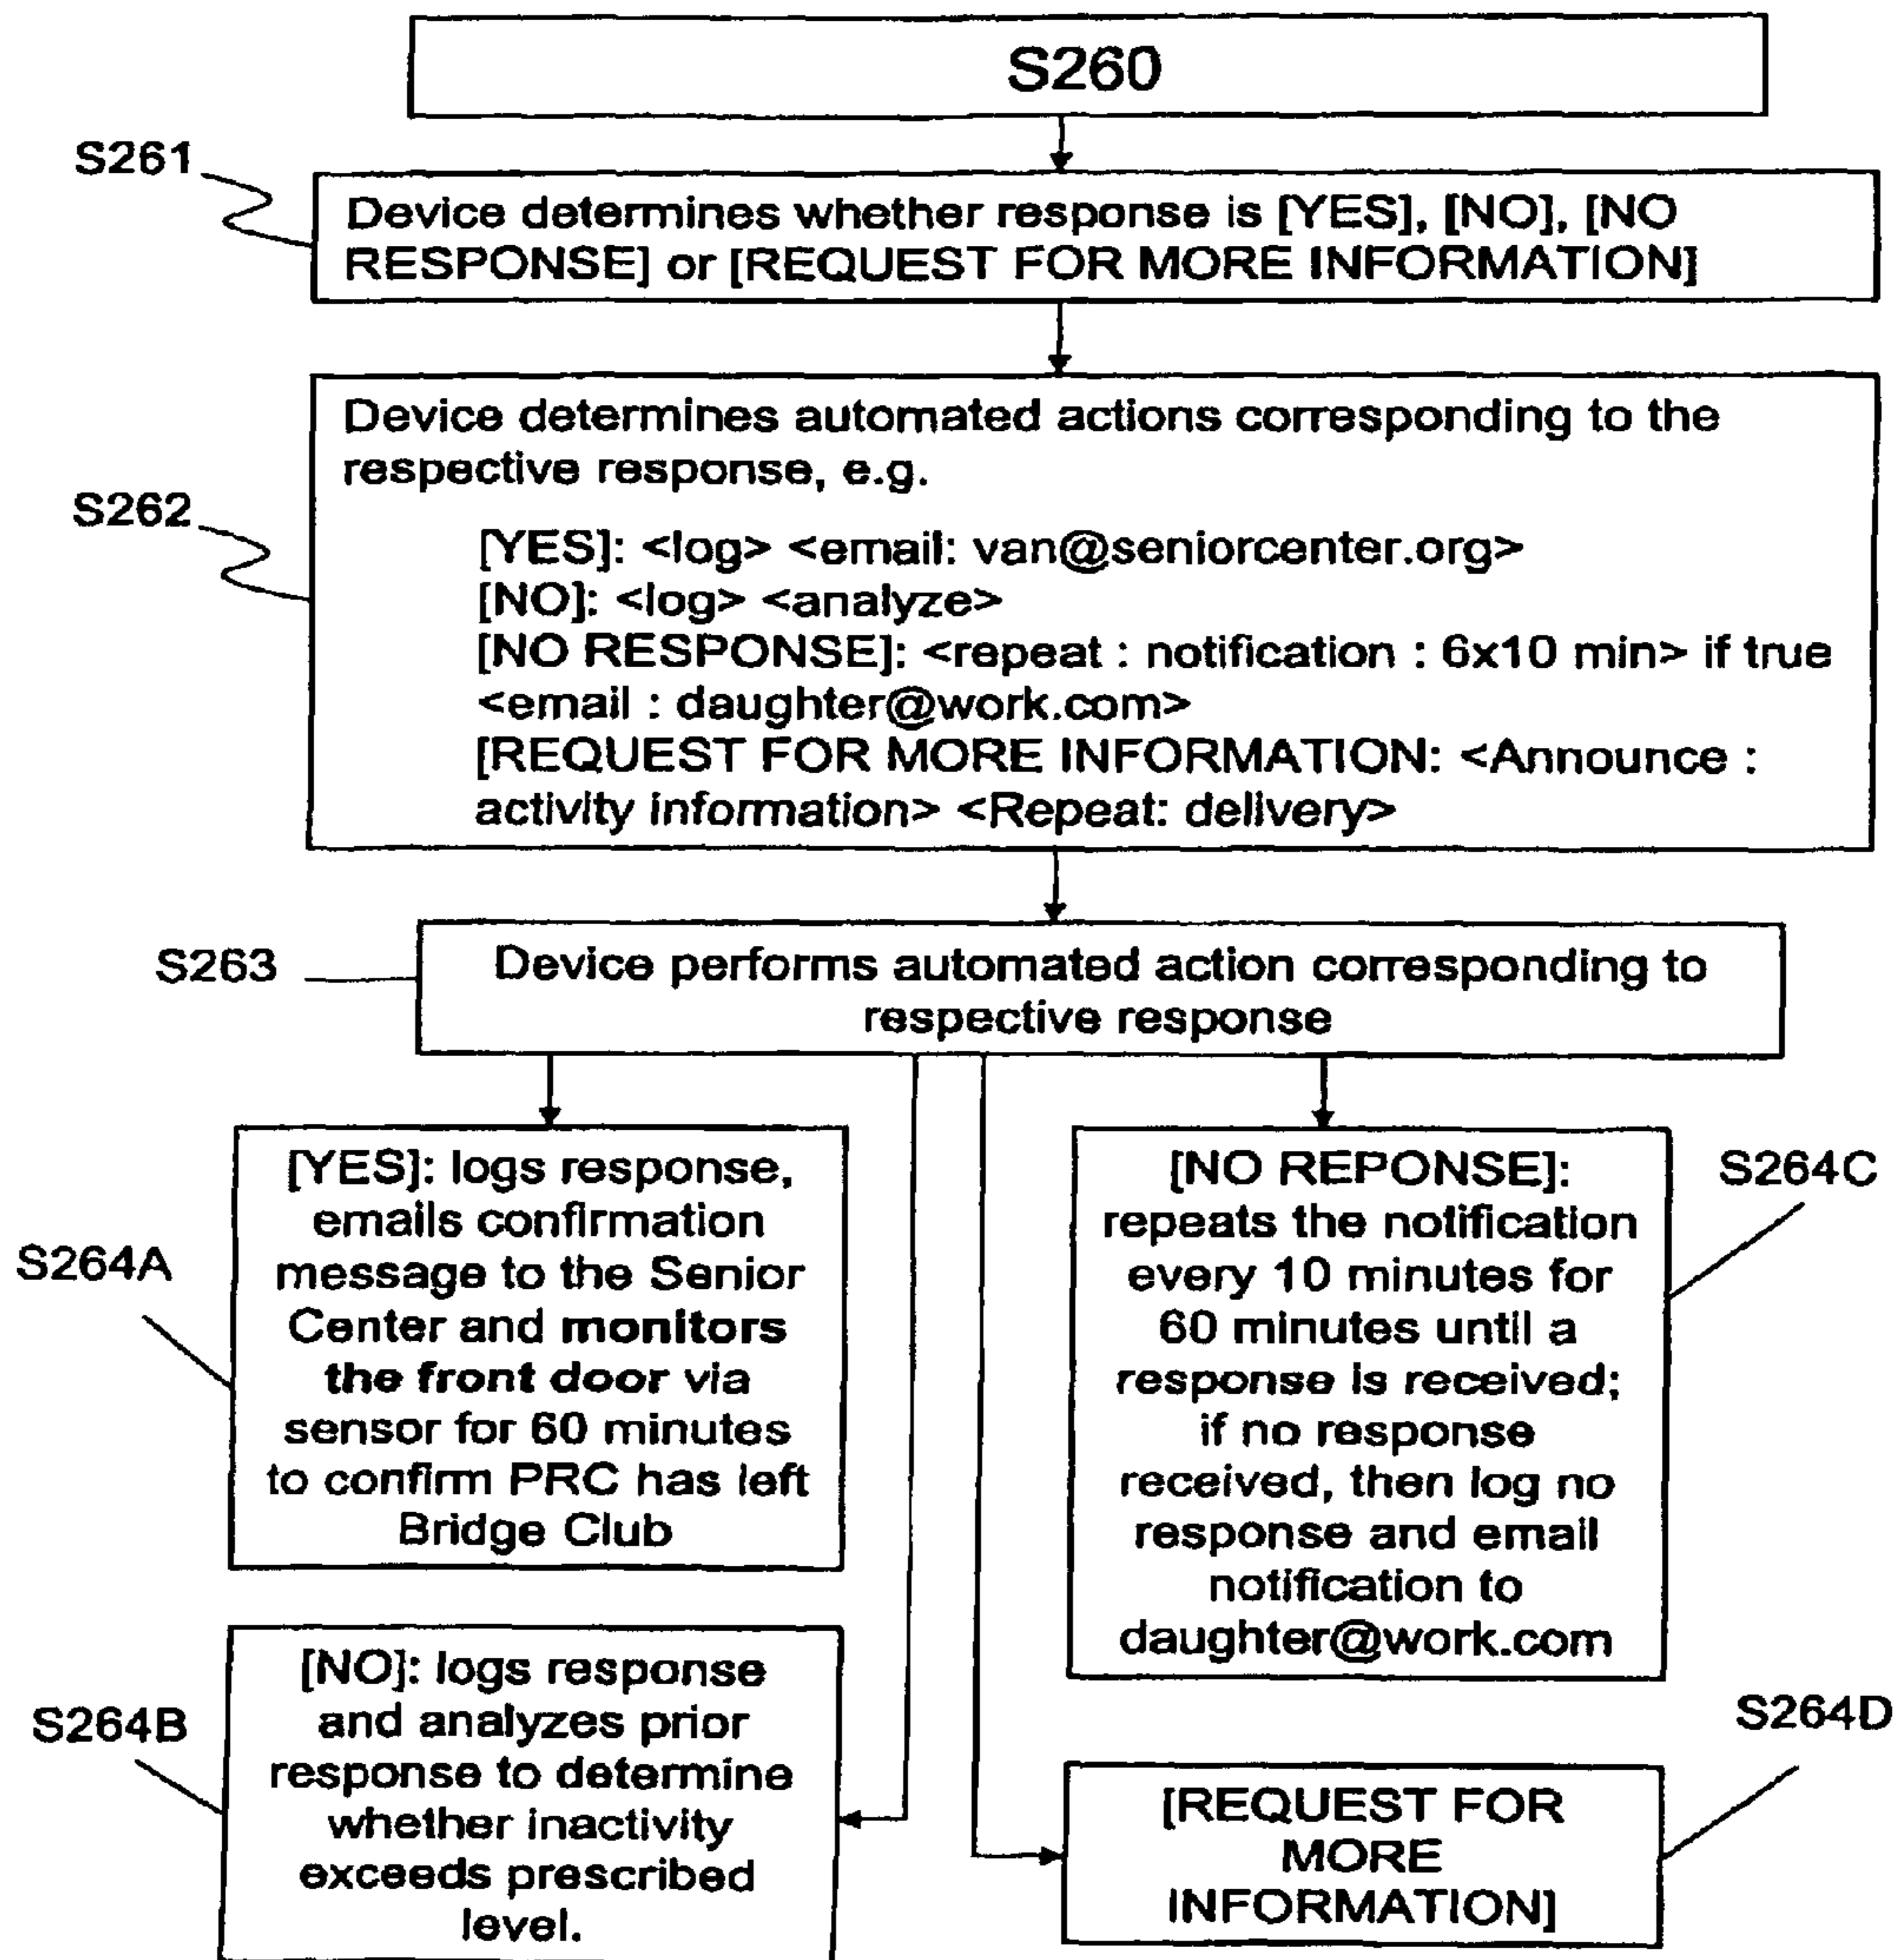 S260
S261
Device determines whether response is [YES], [NO], [NO
RESPONSE] or [REQUEST FOR MORE INFORMATION]
S262
Device determines automated actions corresponding to the
respective response, e.g.
[YES]: <log> <email: van@seniorcenter.org>
[NO]: <log> <analyze>
[NO RESPONSE]: <repeat : notification : 6x10 min> if true
<email : daughter@work.com>
[REQUEST FOR MORE INFORMATION: <Announce :
activity information> <Repeat: delivery>
S263
Device performs automated action corresponding to
respective response
S264A
[YES]: logs response,
emails confirmation
message to the Senior
Center and monitors
the front door via
sensor for 60 minutes
to confirm PRC has left
Bridge Club
[NO REPONSE]:
repeats the notification
every 10 minutes for
60 minutes until a
response is received;
if no response
received, then log no
response and email
notification to
daughter@work.com
S264C
S264B
[NO]: logs response
and analyzes prior
response to determine
whether inactivity
exceeds prescribed
level.
[REQUEST FOR
MORE
INFORMATION]
S264D